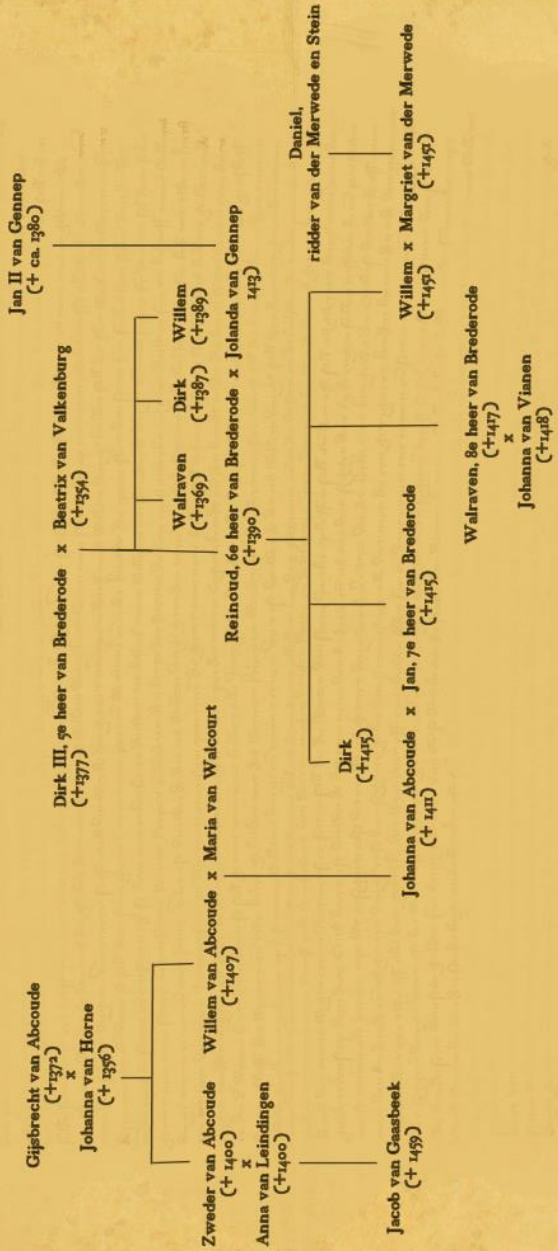 Gijsbrecht van Abcoude
(+1372)
x
Johanna van Horne
(+ 1356)
Dirk III, 5e heer van Brederode x Beatrix van Valkenburg
(+1377)
(+1354)
Jan II van Gennep
(+ ca. 1380)
Zweder van Abcoude
(+ 1400)
x
Anna van Leindingen
(+1400)
Willem van Abcoude x Maria van Walcourt
(+1407)
Walraven
(+1369)
Dirk
(+1387)
Willem
(+1389)
Reinoud, 6e heer van Brederode x Jolanda van Gennep
(+1390)
1413)
Daniel,
ridder van der Merwede en Stein
Dirk
(+1415)
Jacob van Gaasbeek
(+ 1459)
Johanna van Abcoude x Jan, 7e heer van Brederode
(+ 1411)
(+1415)
Willem x Margriet van der Merwede
(+1451)
(+1451)
Walraven, 8e heer van Brederode
(+1417)
x
Johanna van Vianen
(+1418)